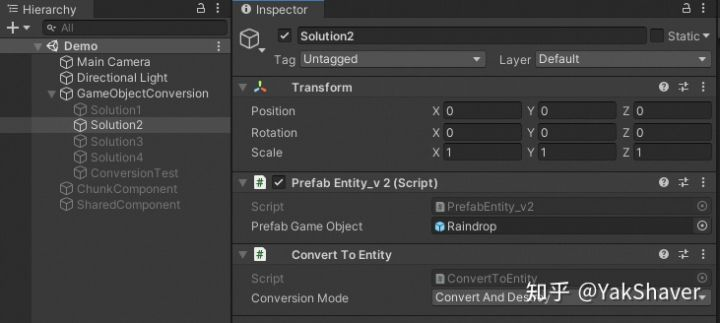 Hierarchy
All
Demo
Main Camera
Directional Light
GameObjectConversion
Solution1
Solution2
Solution3
Solution4
ConversionTest
ChunkComponent
SharedComponent
Inspector
Solution2 Static
Tag Untagged Layer Default
Transform
Position X 0 Y 0 Z 0
Rotation X 0 Y 0 Z 0
Scale X 1 Y 1 Z 1
# Prefab Entity_v 2 (Script)
Script PrefabEntity_v2
Prefab Game Object Raindrop
# Convert To Entity
Script ConvertToEntity
Conversion Mode Convert And Destroy
知乎 @YakShaver